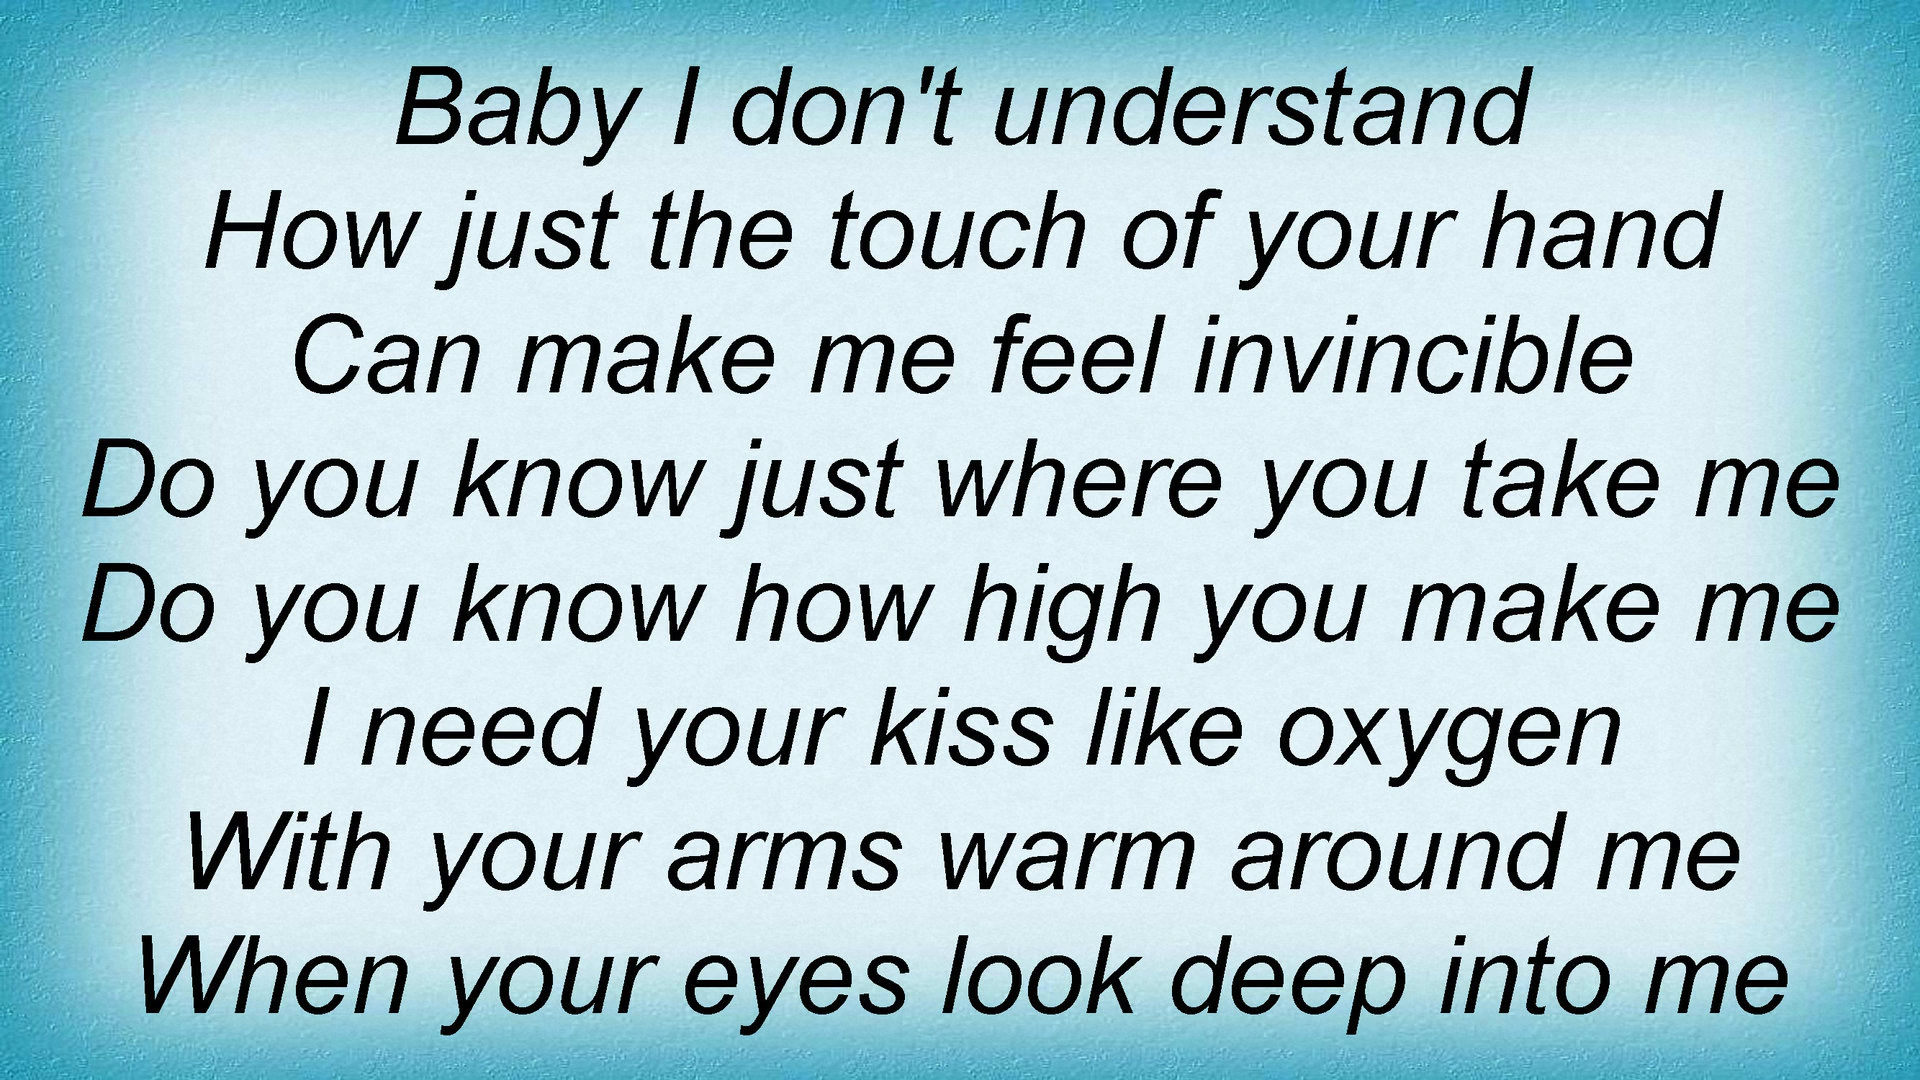 Baby I don't understand
How just the touch of your hand
Can make me feel invincible
Do you know just where you take me
Do you know how high you make me
I need your kiss like oxygen
With your arms warm around me
When your eyes look deep into me